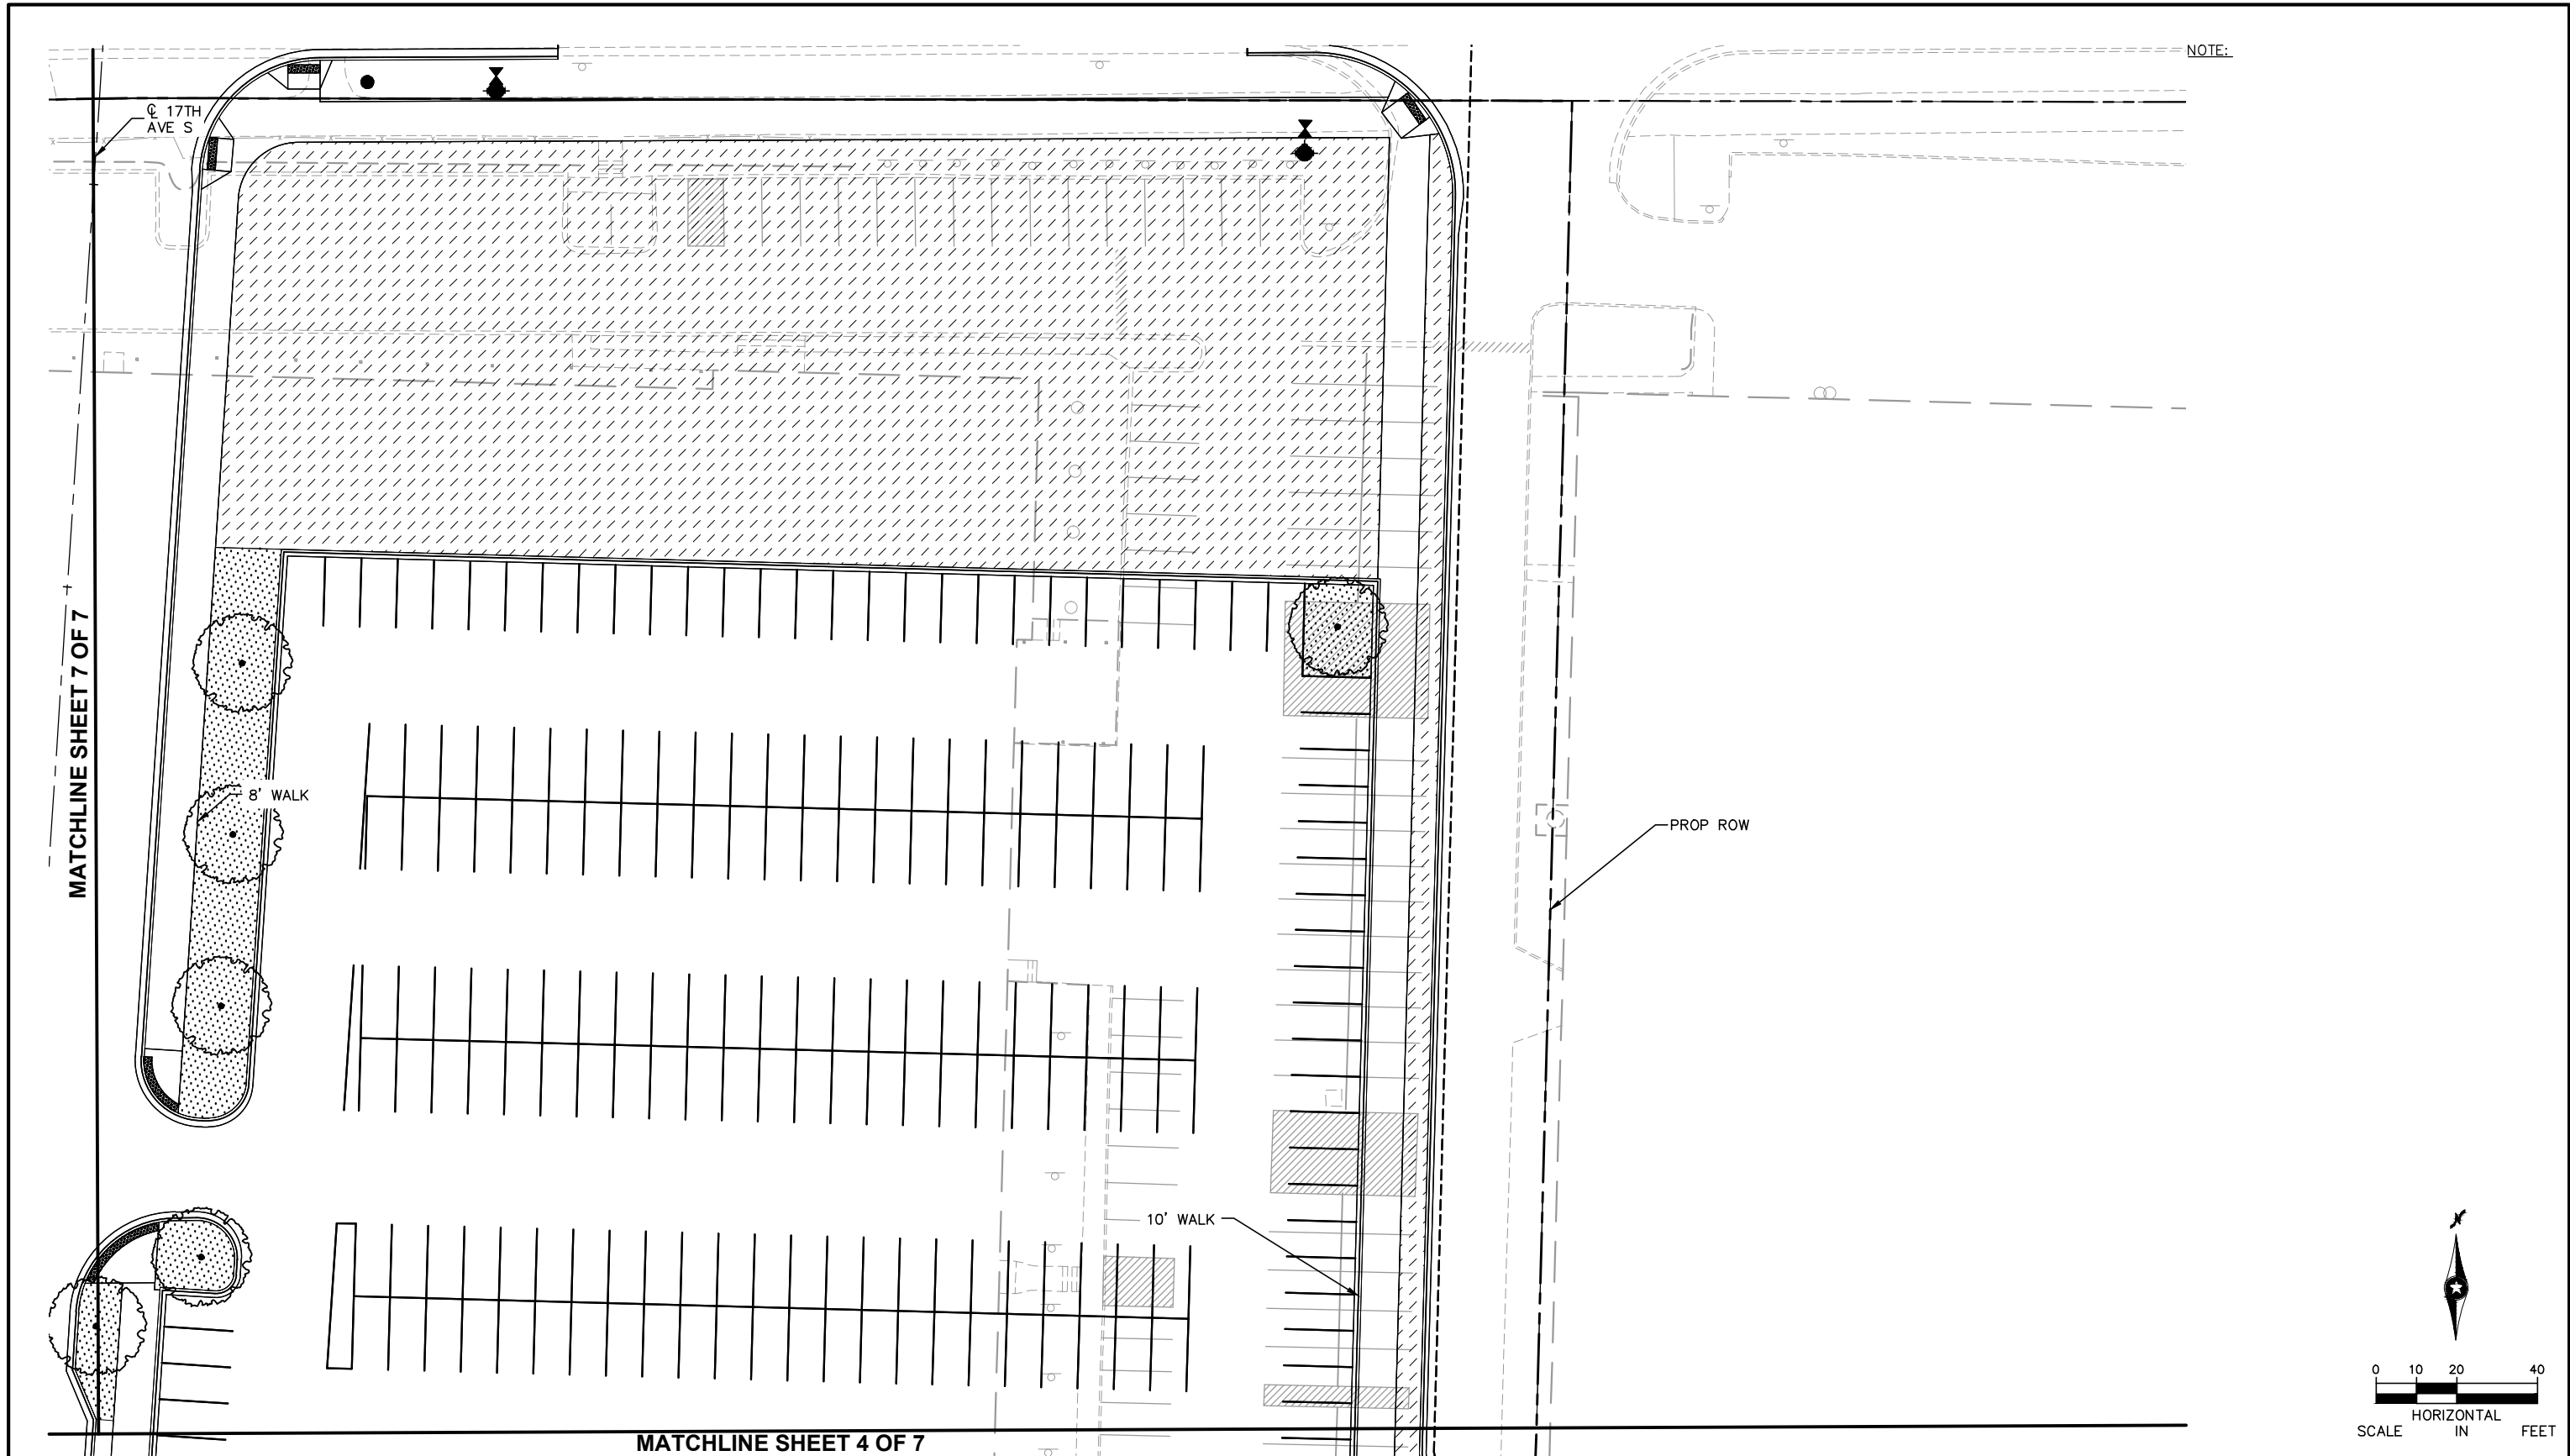 NOTE:
℄ 17TH
AVE S
MATCHLINE SHEET 7 OF 7
8' WALK
PROP ROW
10' WALK
N
0 10 20 40
HORIZONTAL
SCALE IN FEET
MATCHLINE SHEET 4 OF 7